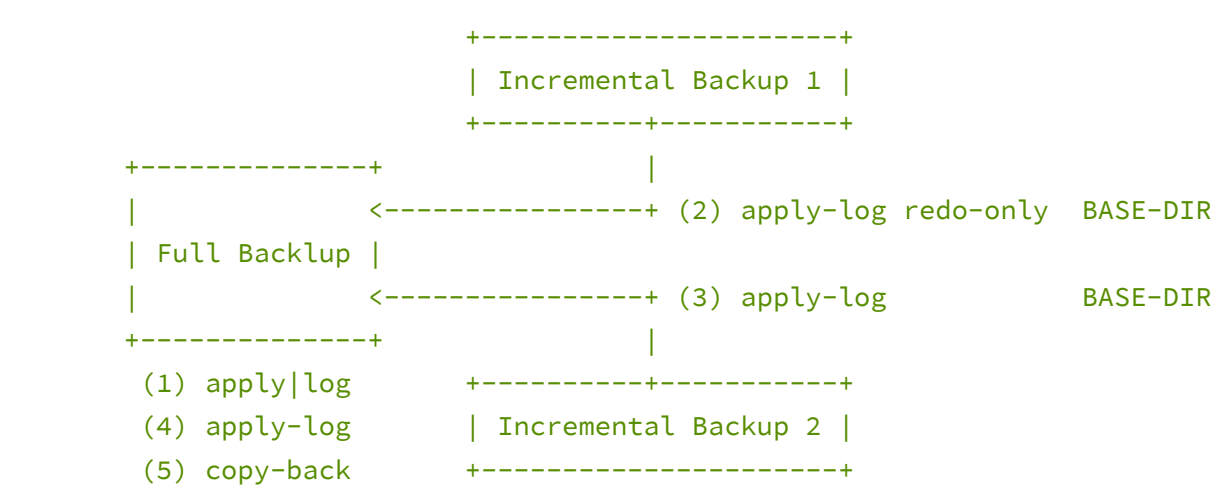 +----------------------+
| Incremental Backup 1 |
+----------+-----------+
+--------------+ |
| <----------------+ (2) apply-log redo-only BASE-DIR
| Full Backlup |
| <----------------+ (3) apply-log BASE-DIR
+--------------+ |
(1) apply|log +----------+-----------+
(4) apply-log | Incremental Backup 2 |
(5) copy-back +----------------------+